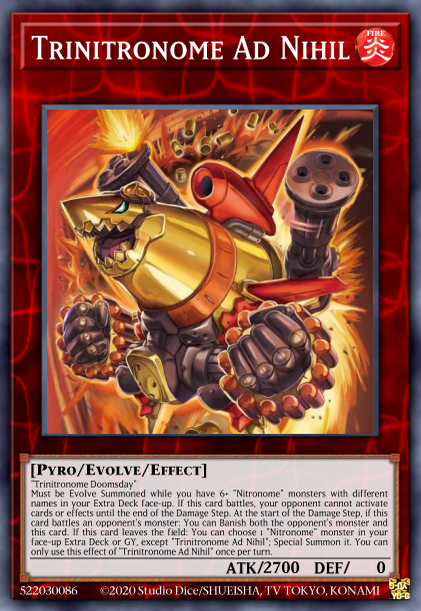 TRINITRONOME AD NIHIL
FIRE
炎
[PYRO/EVOLVE/EFFECT]
"Trinitronome Doomsday"
Must be Evolve Summoned while you have 6+ "Nitronome" monsters with different
names in your Extra Deck face-up. If this card battles, your opponent cannot activate
cards or effects until the end of the Damage Step. At the start of the Damage Step, if this
card battles an opponent's monster: You can Banish both the opponent's monster and
this card. If this card leaves the field: You can choose 1 "Nitronome" monster in your
face-up Extra Deck or GY, except "Trinitronome Ad Nihil"; Special Summon it. You can
only use this effect of "Trinitronome Ad Nihil" once per turn.
ATK/2700 DEF/ 0
522030086 ©2020 Studio Dice/SHUEISHA, TV TOKYO, KONAMI